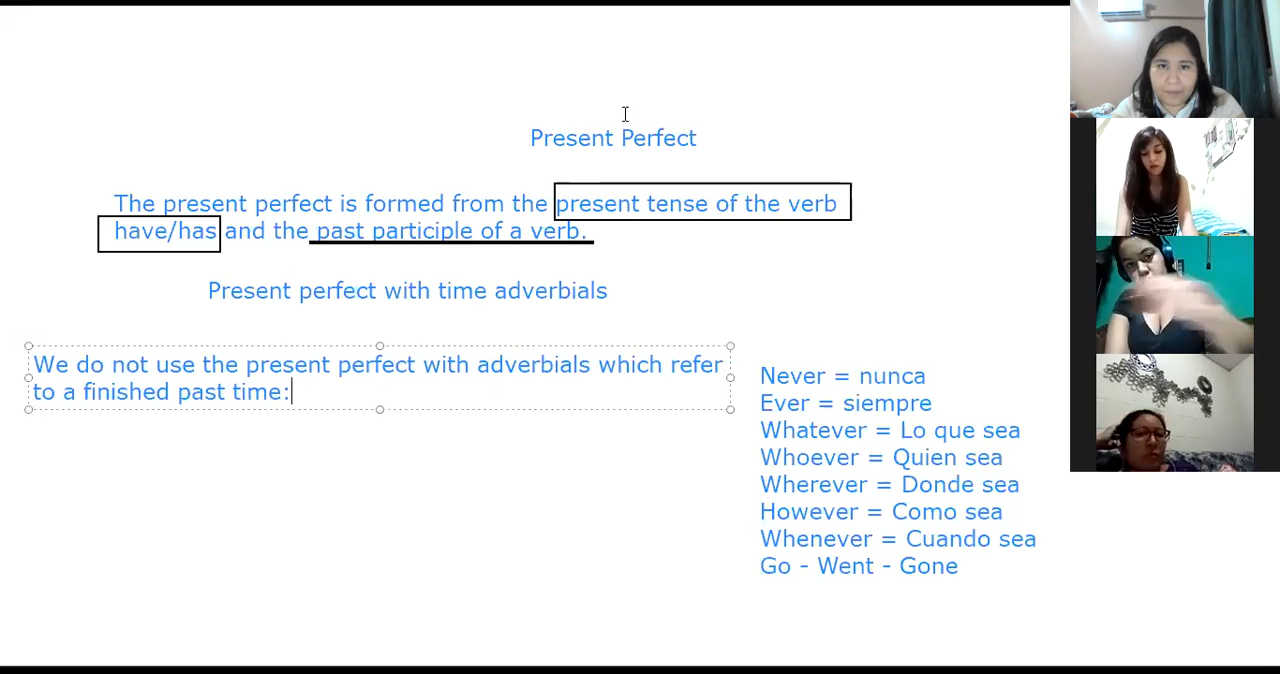 Present Perfect
The present perfect is formed from the present tense of the verb
have/has and the past participle of a verb.
Present perfect with time adverbials
We do not use the present perfect with adverbials which refer
to a finished past time:
Never = nunca
Ever = siempre
Whatever = Lo que sea
Whoever = Quien sea
Wherever = Donde sea
However = Como sea
Whenever = Cuando sea
Go - Went - Gone